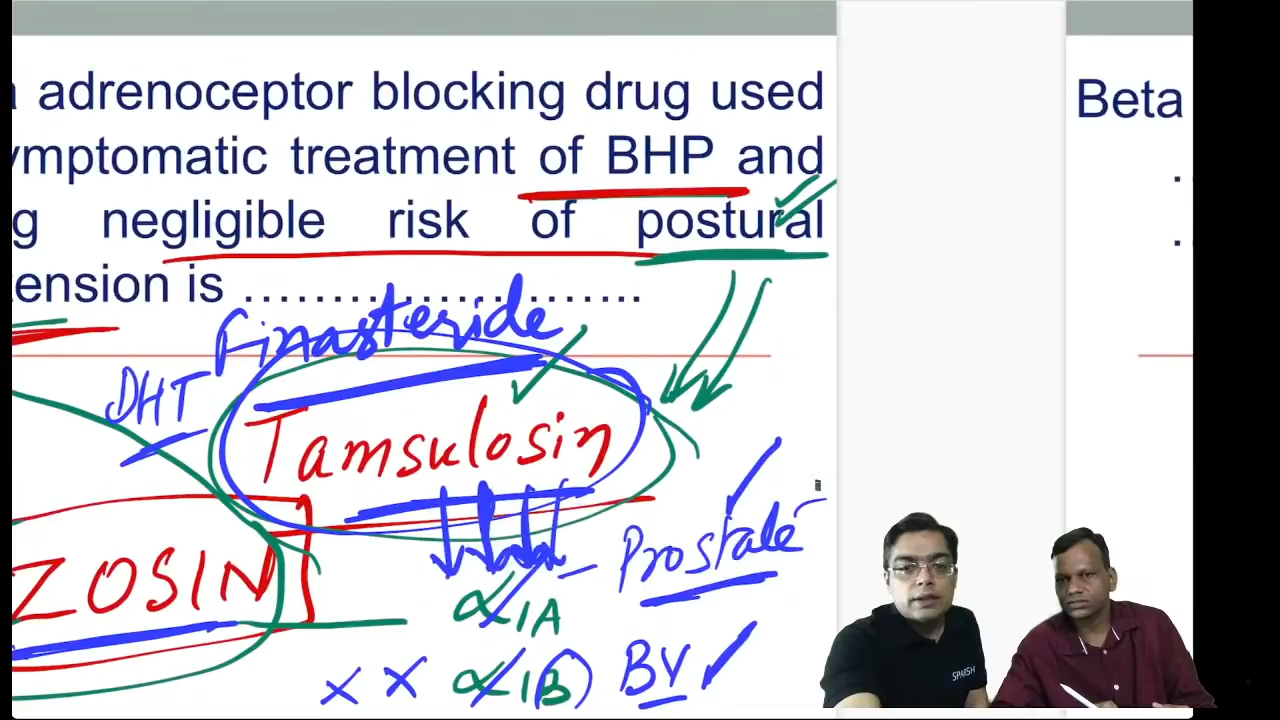 adrenoceptor blocking drug used
ymptomatic treatment of BHP and
g negligible risk of postural
ension is …………………..
Beta
Finasteride
DHT
Tamsulosin
ZOSIN
Prostate
α1A
x x α1B) BV
SPARSH